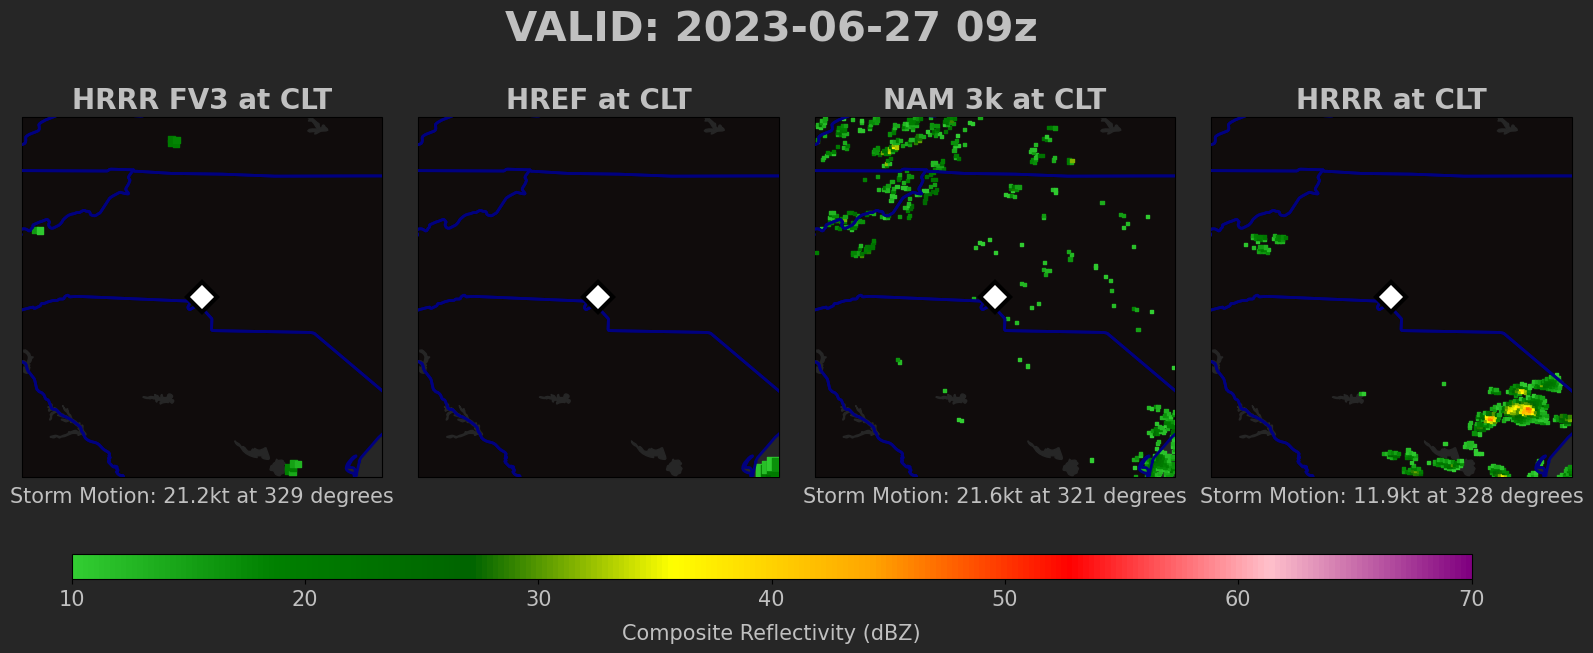 VALID: 2023-06-27 09z
HRRR FV3 at CLT
HREF at CLT
NAM 3k at CLT
HRRR at CLT
Storm Motion: 21.2kt at 329 degrees
Storm Motion: 21.6kt at 321 degrees
Storm Motion: 11.9kt at 328 degrees
10 20 30 40 50 60 70
Composite Reflectivity (dBZ)